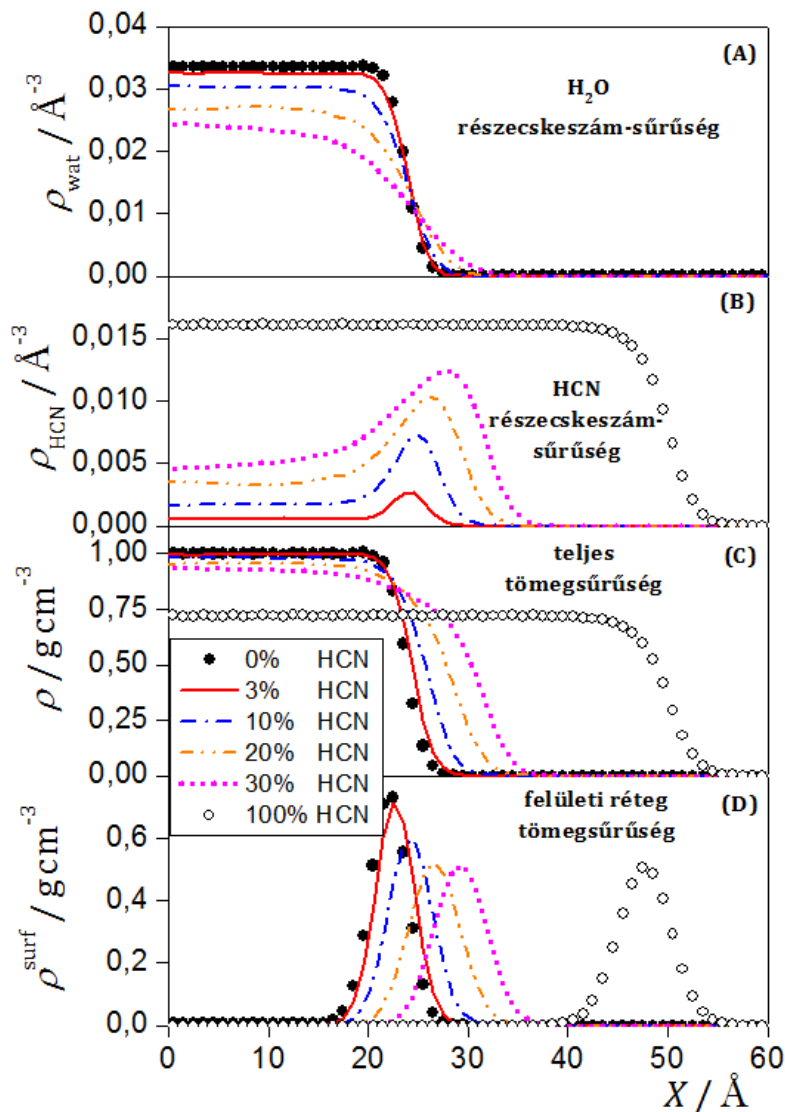 0,04
(A)
H2O
részecskeszám-sűrűség
0,03
0,02
0,01
0,00
ρwat / Å-3
(B)
0,015
HCN
részecskeszám-
sűrűség
0,010
0,005
0,000
ρHCN / Å-3
1,00
teljes
tömegsűrűség
(C)
0,75
0,50
0,25
0,00
ρ / g cm-3
0% HCN
3% HCN
10% HCN
20% HCN
30% HCN
100% HCN
felületi réteg
tömegsűrűség
(D)
0,6
0,4
0,2
0,0
ρsurf / g cm-3
0 10 20 30 40 50 60
X / Å